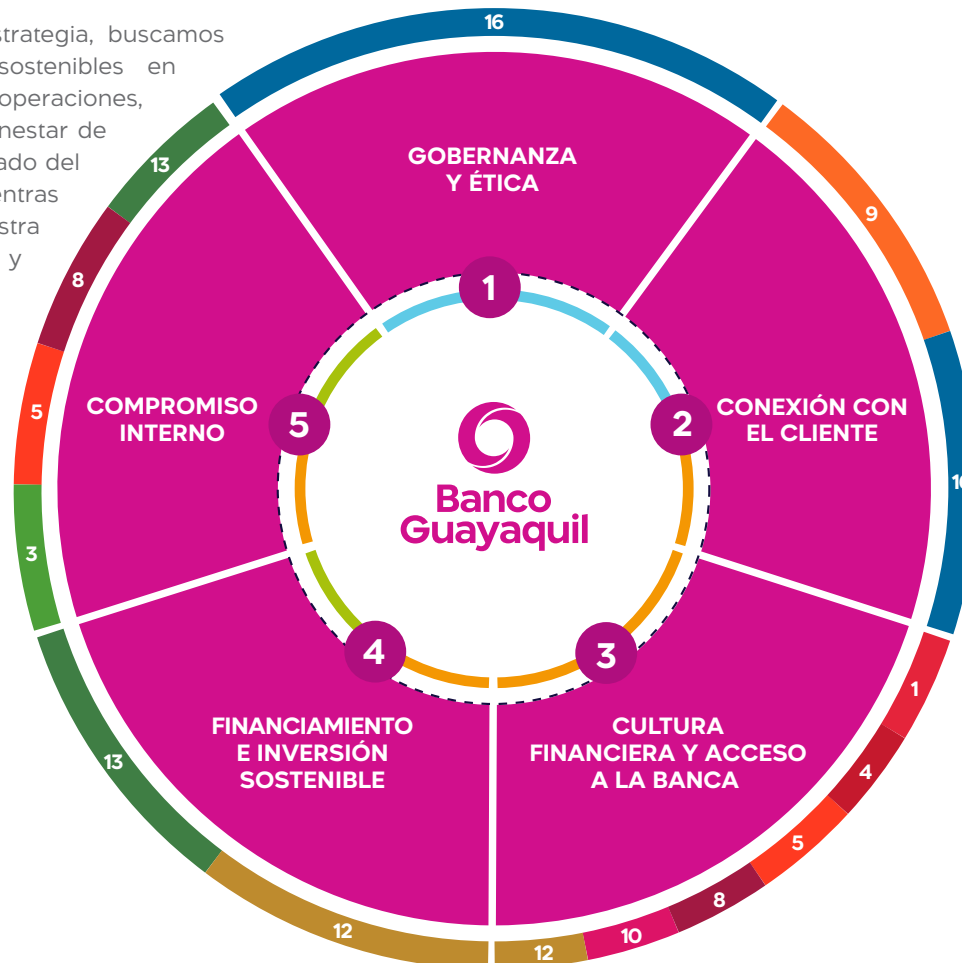 strategia, buscamos
sostenibles en
operaciones,
nestar de
ado del
entras
stra
y
16
GOBERNANZA
Y ÉTICA
1
9
CONEXIÓN CON
EL CLIENTE
2
1
4
5
8
10
12
CULTURA
FINANCIERA Y ACCESO
A LA BANCA
3
12
13
FINANCIAMIENTO
E INVERSIÓN
SOSTENIBLE
4
3
5
8
13
COMPROMISO
INTERNO
5
Banco
Guayaquil